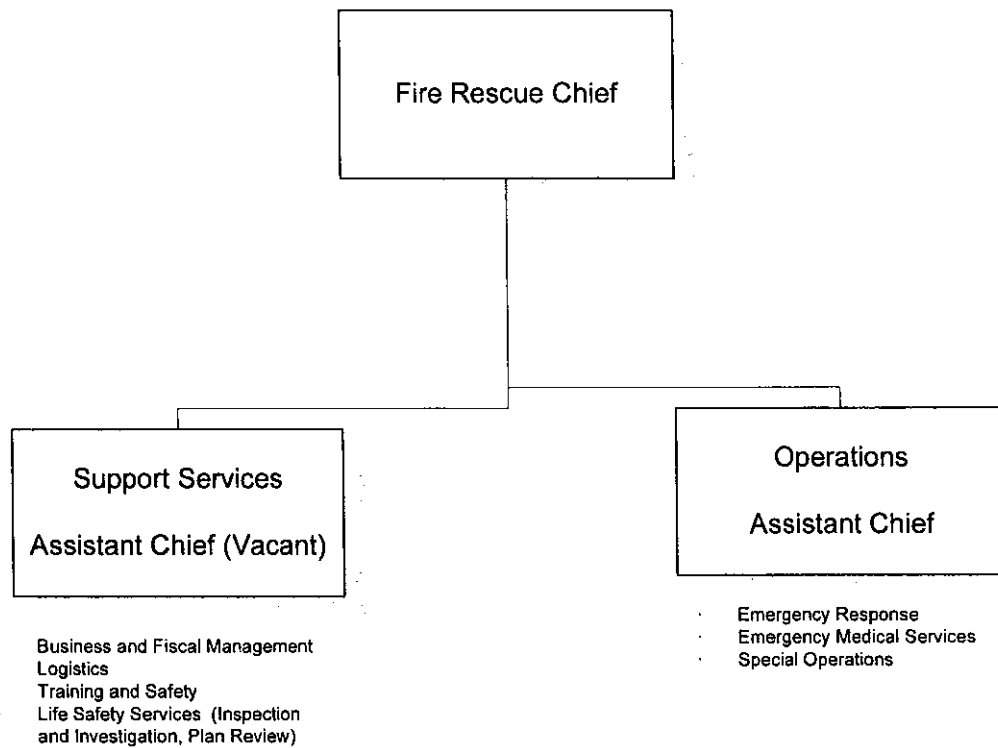 Fire Rescue Chief
Support Services
Assistant Chief (Vacant)
Business and Fiscal Management
Logistics
Training and Safety
Life Safety Services (Inspection
and Investigation, Plan Review)
Operations
Assistant Chief
· Emergency Response
· Emergency Medical Services
· Special Operations